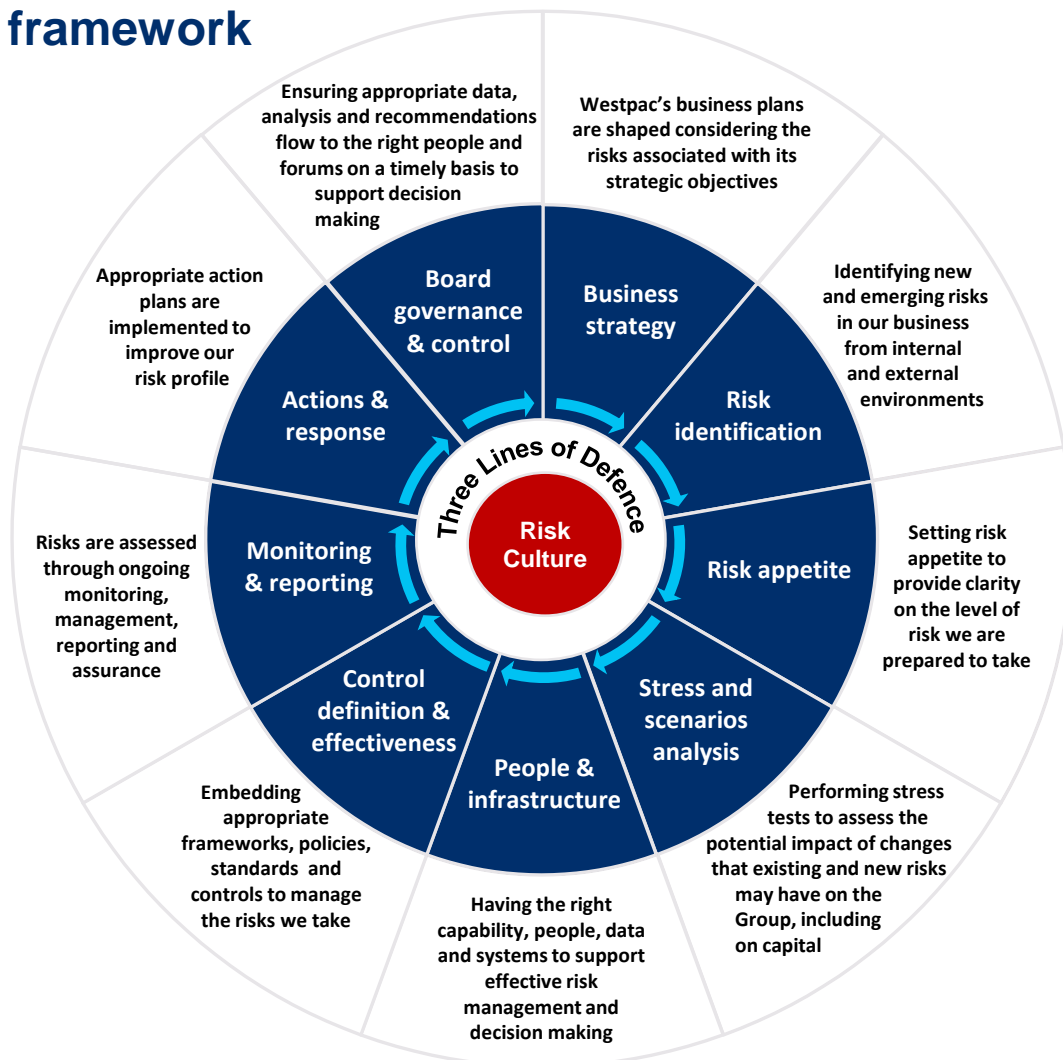 framework
Ensuring appropriate data,
analysis and recommendations
flow to the right people and
forums on a timely basis to
support decision
making
Westpac's business plans
are shaped considering the
risks associated with its
strategic objectives
Identifying new
and emerging risks
in our business
from internal
and external
environments
Setting risk
appetite to
provide clarity
on the level of
risk we are
prepared to take
Performing stress
tests to assess the
potential impact of changes
that existing and new risks
may have on the
Group, including
on capital
Having the right
capability, people, data
and systems to support
effective risk
management and
decision making
Embedding
appropriate
frameworks, policies,
standards and
controls to manage
the risks we take
Risks are assessed
through ongoing
monitoring,
management,
reporting and
assurance
Appropriate action
plans are
implemented to
improve our
risk profile
Board
governance
& control
Business
strategy
Risk
identification
Risk appetite
Stress and
scenarios
analysis
People &
infrastructure
Control
definition &
effectiveness
Monitoring
& reporting
Actions &
response
Three Lines of Defence
Risk
Culture